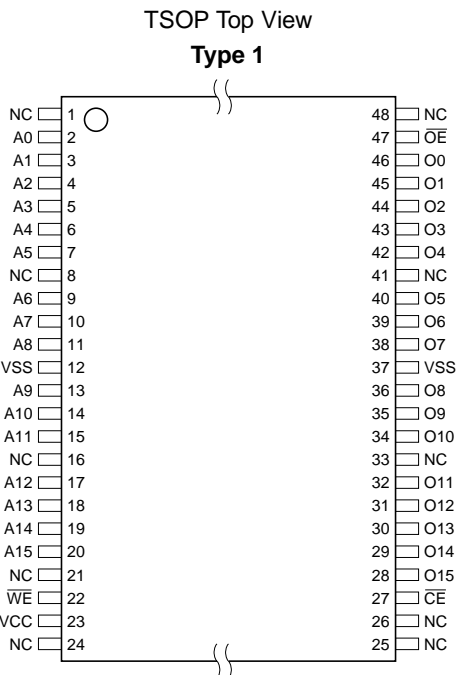 TSOP Top View
Type 1
NC 1 48 NC
A0 2 47 O̅E̅
A1 3 46 O0
A2 4 45 O1
A3 5 44 O2
A4 6 43 O3
A5 7 42 O4
NC 8 41 NC
A6 9 40 O5
A7 10 39 O6
A8 11 38 O7
VSS 12 37 VSS
A9 13 36 O8
A10 14 35 O9
A11 15 34 O10
NC 16 33 NC
A12 17 32 O11
A13 18 31 O12
A14 19 30 O13
A15 20 29 O14
NC 21 28 O15
W̅E̅ 22 27 C̅E̅
VCC 23 26 NC
NC 24 25 NC